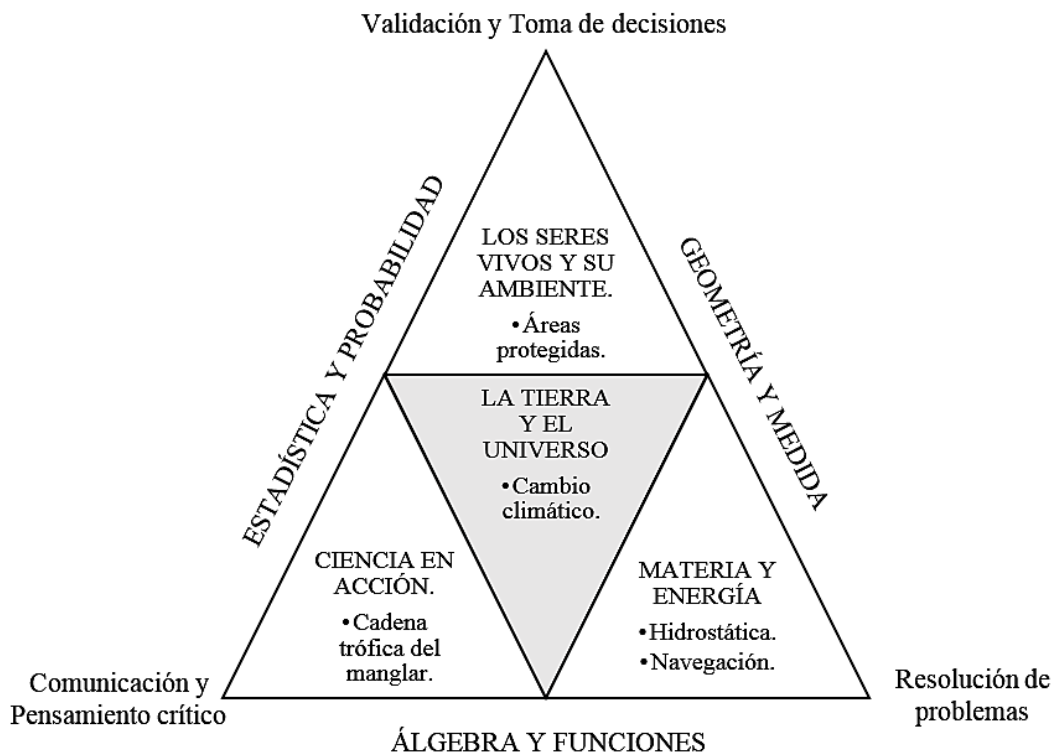 Validación y Toma de decisiones
ESTADÍSTICA Y PROBABILIDAD
GEOMETRÍA Y MEDIDA
LOS SERES
VIVOS Y SU
AMBIENTE.
•Áreas
protegidas.
LA TIERRA
Y EL
UNIVERSO
•Cambio
climático.
CIENCIA EN
ACCIÓN.
•Cadena
trófica del
manglar.
MATERIA Y
ENERGÍA
•Hidrostática.
•Navegación.
Comunicación y
Pensamiento crítico
Resolución de
problemas
ÁLGEBRA Y FUNCIONES